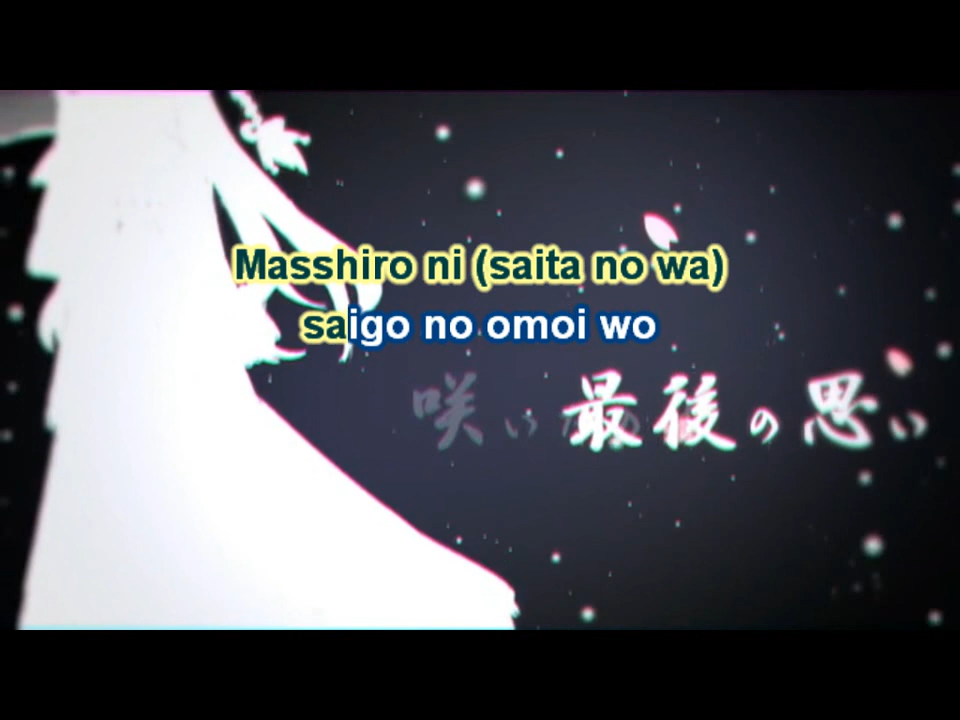 Masshiro ni (saita no wa)
saigo no omoi wo
咲い
最後の思い